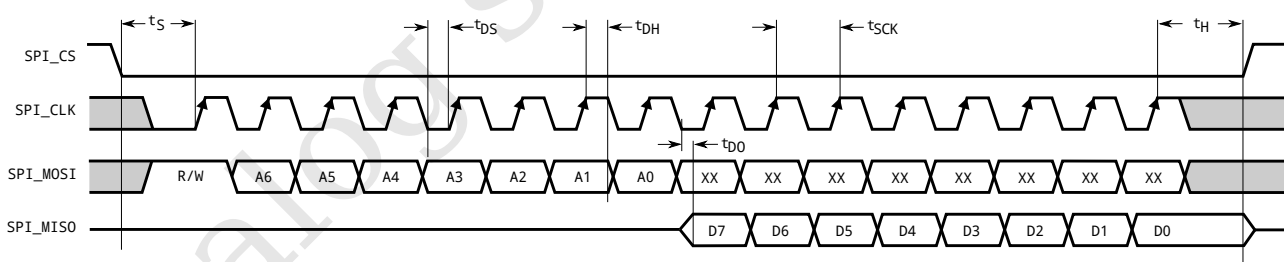 tS tDS tDH tSCK tH
SPI_CS
SPI_CLK
tDO
SPI_MOSI R/W A6 A5 A4 A3 A2 A1 A0 XX XX XX XX XX XX XX XX
SPI_MISO D7 D6 D5 D4 D3 D2 D1 D0
alog s